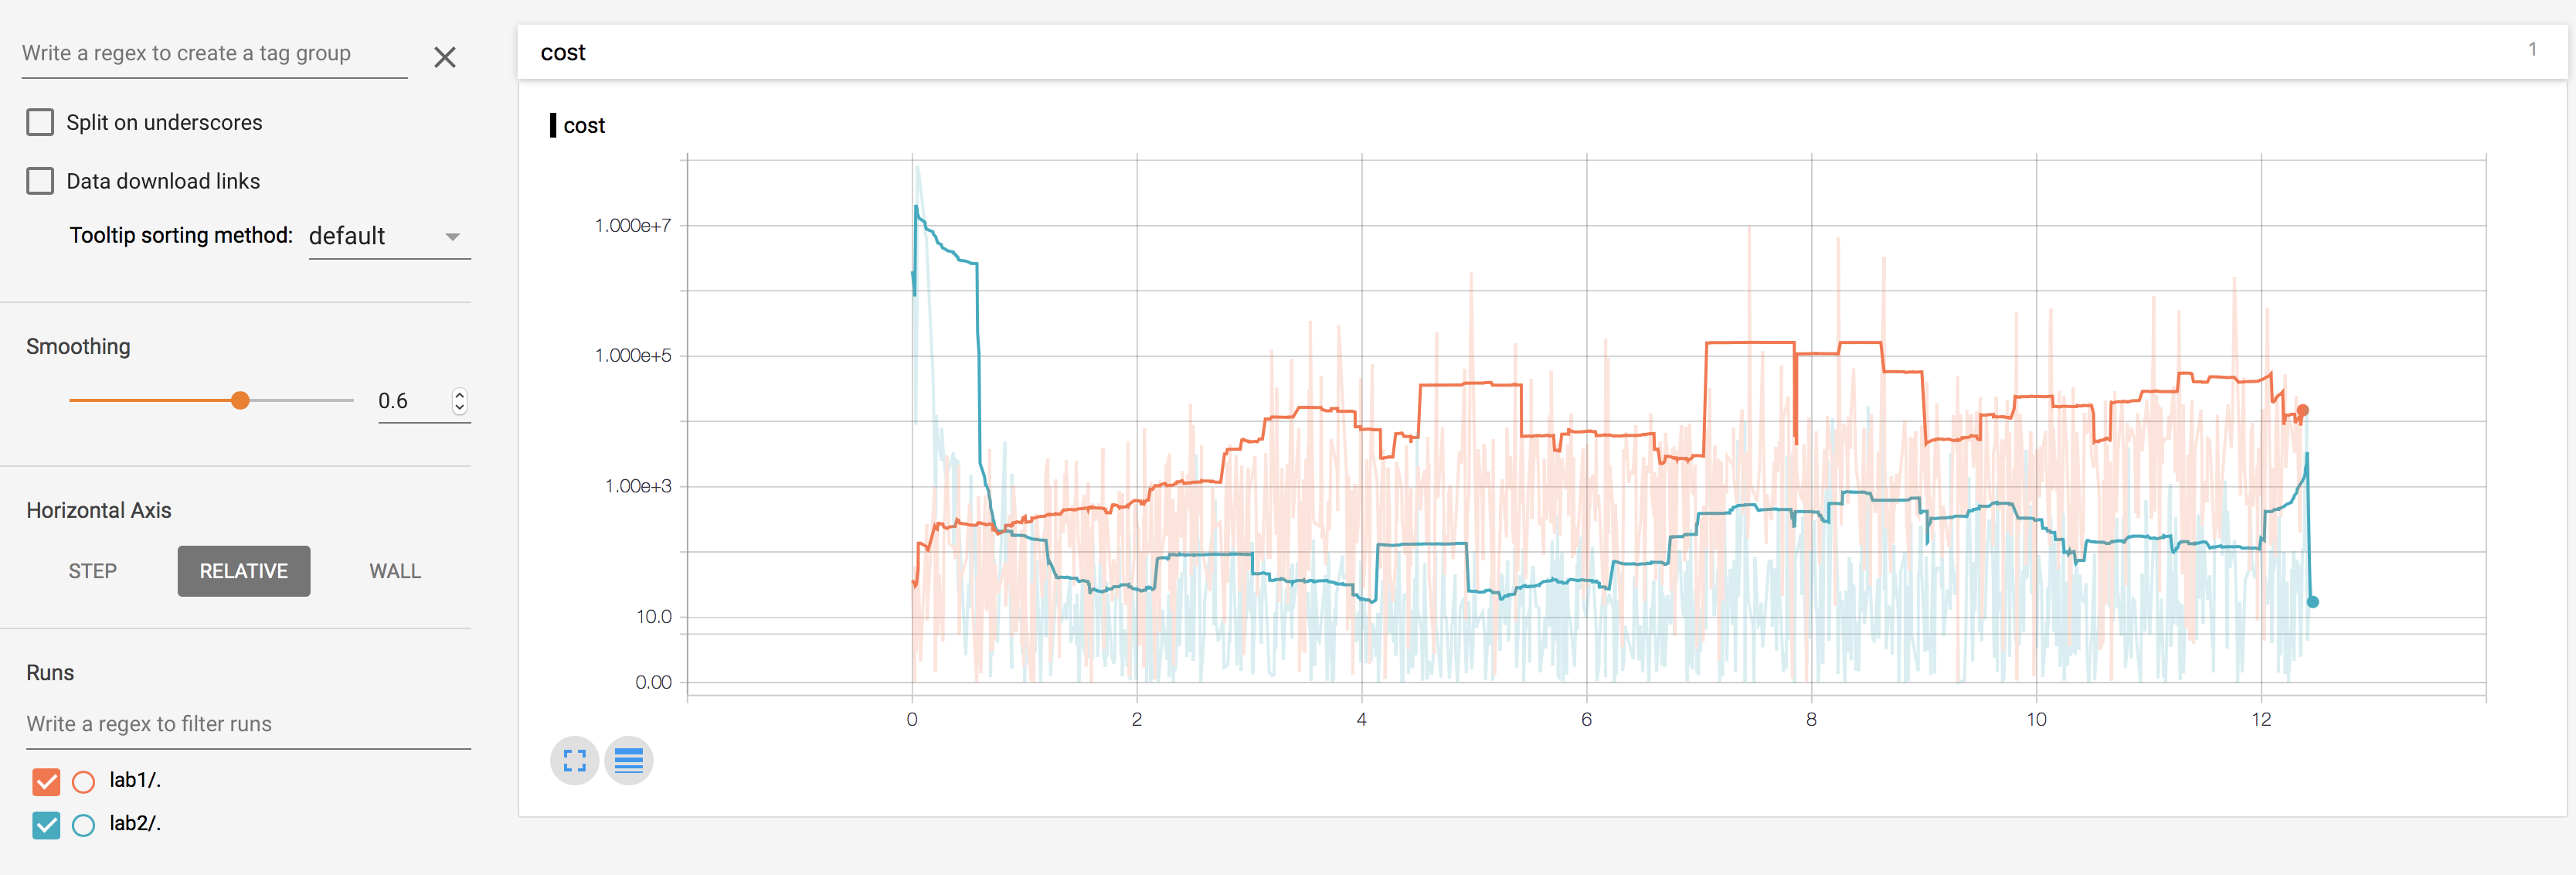 Write a regex to create a tag group
Split on underscores
Data download links
Tooltip sorting method: default
Smoothing
0.6
Horizontal Axis
STEP RELATIVE WALL
Runs
Write a regex to filter runs
lab1/.
lab2/.
cost 1
cost
1.000e+7
1.000e+5
1.00e+3
10.0
0.00
0 2 4 6 8 10 12